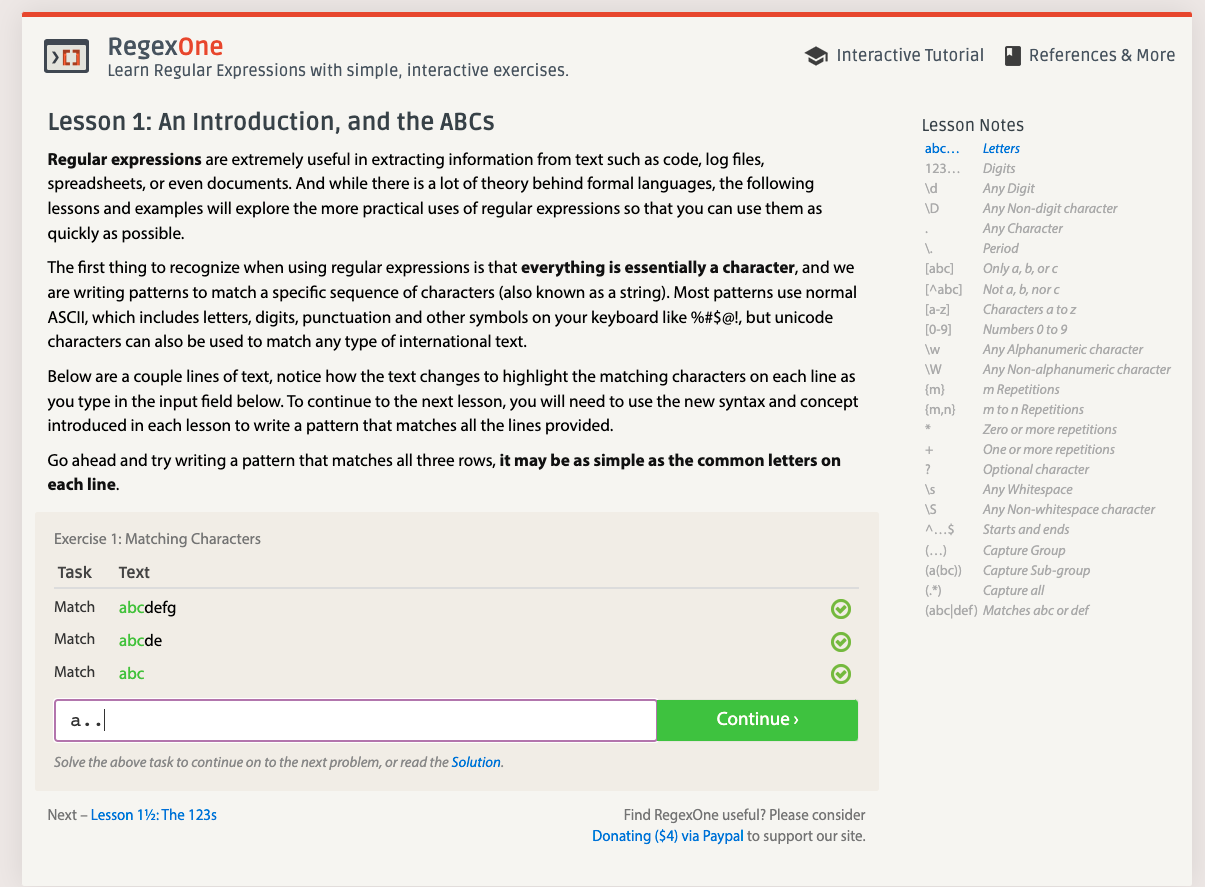 RegexOne
Learn Regular Expressions with simple, interactive exercises.
Interactive Tutorial
References & More
Lesson 1: An Introduction, and the ABCs
Regular expressions are extremely useful in extracting information from text such as code, log files,
spreadsheets, or even documents. And while there is a lot of theory behind formal languages, the following
lessons and examples will explore the more practical uses of regular expressions so that you can use them as
quickly as possible.
The first thing to recognize when using regular expressions is that everything is essentially a character, and we
are writing patterns to match a specific sequence of characters (also known as a string). Most patterns use normal
ASCII, which includes letters, digits, punctuation and other symbols on your keyboard like %#$@!, but unicode
characters can also be used to match any type of international text.
Below are a couple lines of text, notice how the text changes to highlight the matching characters on each line as
you type in the input field below. To continue to the next lesson, you will need to use the new syntax and concept
introduced in each lesson to write a pattern that matches all the lines provided.
Go ahead and try writing a pattern that matches all three rows, it may be as simple as the common letters on
each line.
Exercise 1: Matching Characters
Task Text
Match abcdefg
Match abcde
Match abc
a..
Continue ›
Solve the above task to continue on to the next problem, or read the Solution.
Next – Lesson 1½: The 123s
Find RegexOne useful? Please consider
Donating ($4) via Paypal to support our site.
Lesson Notes
abc… Letters
123… Digits
\d Any Digit
\D Any Non-digit character
. Any Character
\. Period
[abc] Only a, b, or c
[^abc] Not a, b, nor c
[a-z] Characters a to z
[0-9] Numbers 0 to 9
\w Any Alphanumeric character
\W Any Non-alphanumeric character
{m} m Repetitions
{m,n} m to n Repetitions
* Zero or more repetitions
+ One or more repetitions
? Optional character
\s Any Whitespace
\S Any Non-whitespace character
^…$ Starts and ends
(…) Capture Group
(a(bc)) Capture Sub-group
(.*) Capture all
(abc|def) Matches abc or def